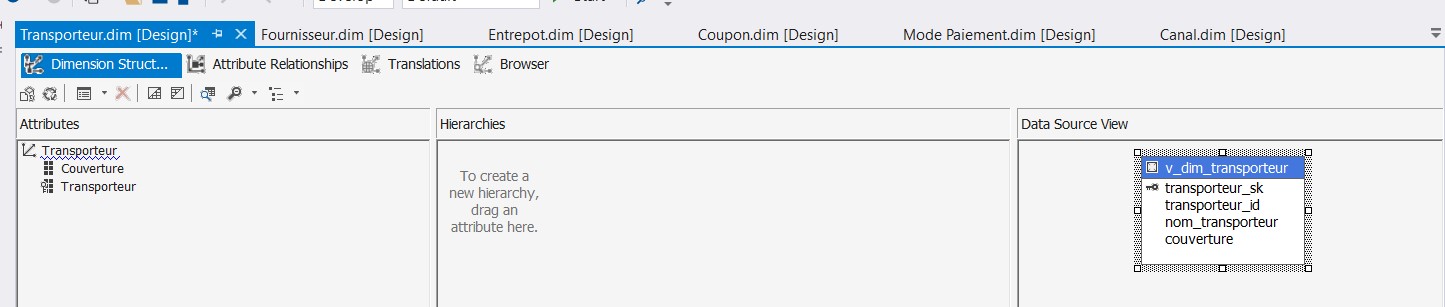 Transporteur.dim [Design]* Fournisseur.dim [Design] Entrepot.dim [Design] Coupon.dim [Design] Mode Paiement.dim [Design] Canal.dim [Design]
Dimension Struct... Attribute Relationships Translations Browser
Attributes
Transporteur
Couverture
Transporteur
Hierarchies
To create a
new hierarchy,
drag an
attribute here.
Data Source View
v_dim_transporteur
transporteur_sk
transporteur_id
nom_transporteur
couverture